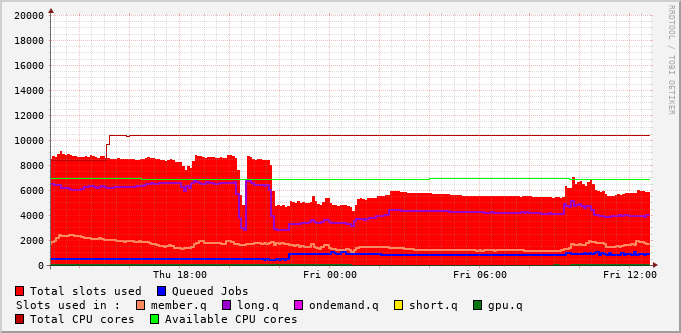 RRDTOOL / TOBI OETIKER
20000
18000
16000
14000
12000
10000
8000
6000
4000
2000
0
Thu 18:00 Fri 00:00 Fri 06:00 Fri 12:00
Total slots used Queued Jobs
Slots used in : member.q long.q ondemand.q short.q gpu.q
Total CPU cores Available CPU cores